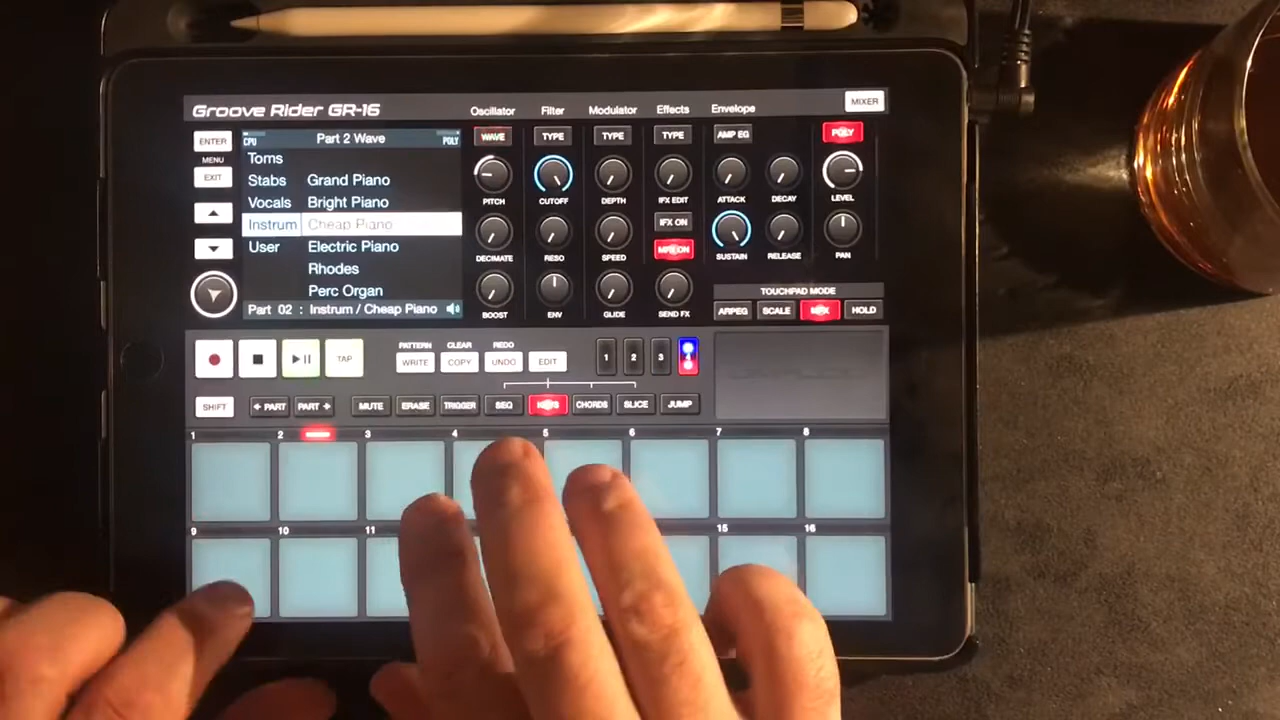 Groove Rider GR-16
Oscillator Filter Modulator Effects Envelope
MIXER
ENTER
MENU
EXIT
CPU Part 2 Wave POLY
Toms
Stabs Grand Piano
Vocals Bright Piano
Instrum Cheap Piano
User Electric Piano
Rhodes
Perc Organ
Part 02 : Instrum / Cheap Piano
WAVE TYPE TYPE TYPE AMP EG POLY
PITCH CUTOFF DEPTH IFX EDIT ATTACK DECAY LEVEL
IFX ON
MFX ON
DECIMATE RESO SPEED SUSTAIN RELEASE PAN
BOOST ENV GLIDE SEND FX
TOUCHPAD MODE
ARPEG SCALE MFX HOLD
TAP
PATTERN CLEAR REDO
WRITE COPY UNDO EDIT
1 2 3 4
SHIFT PART PART MUTE ERASE TRIGGER SEQ KEYS CHORDS SLICE JUMP
1 2 3 4 5 6 7 8
9 10 11 15 16